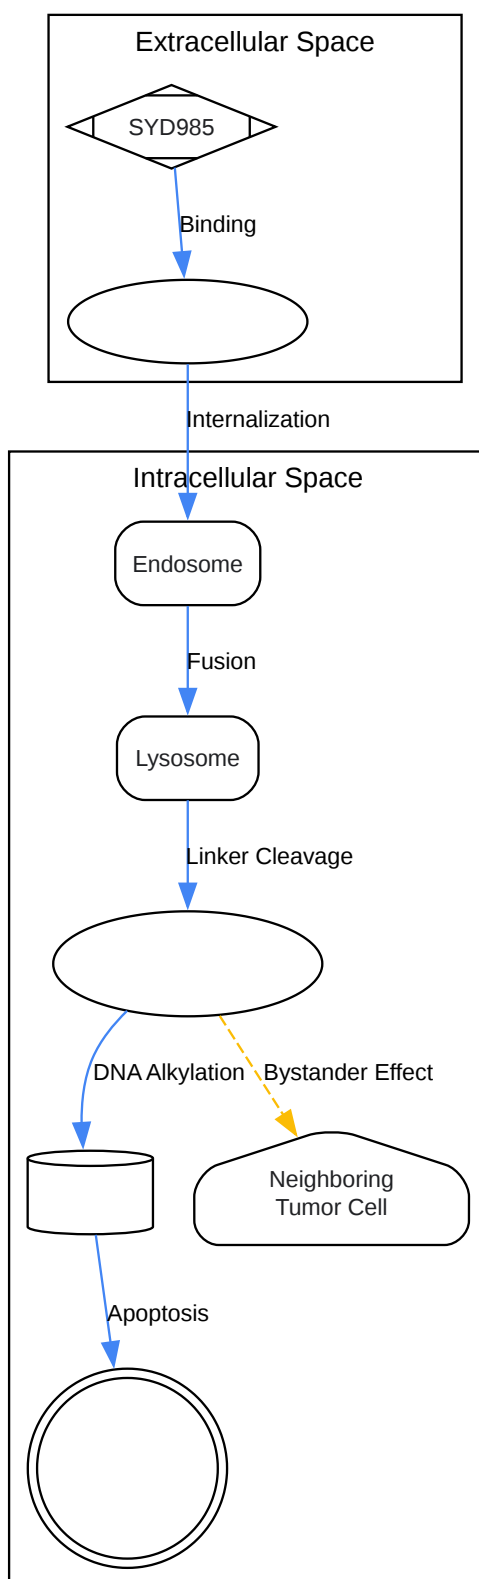 Extracellular Space
SYD985
Binding
Internalization
Intracellular Space
Endosome
Fusion
Lysosome
Linker Cleavage
DNA Alkylation
Bystander Effect
Neighboring
Tumor Cell
Apoptosis